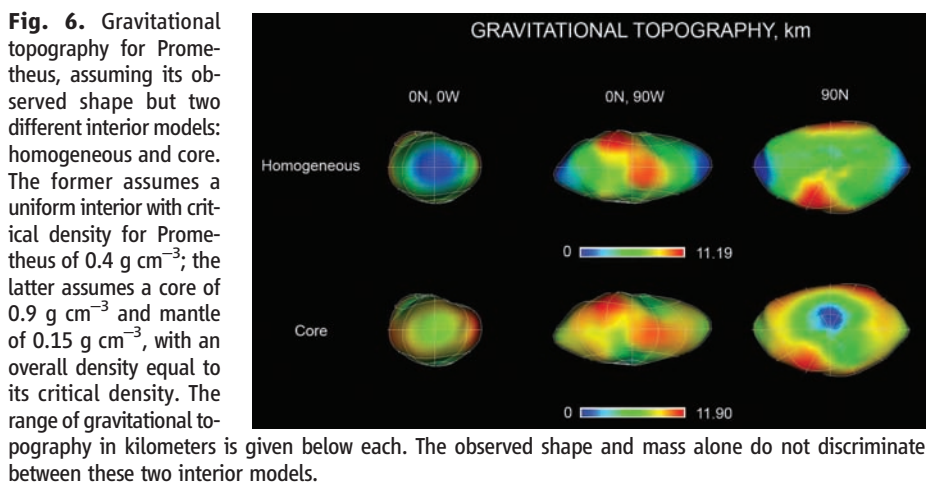 Fig. 6. Gravitational
topography for Prome-
theus, assuming its ob-
served shape but two
different interior models:
homogeneous and core.
The former assumes a
uniform interior with crit-
ical density for Prome-
theus of 0.4 g cm⁻³; the
latter assumes a core of
0.9 g cm⁻³ and mantle
of 0.15 g cm⁻³, with an
overall density equal to
its critical density. The
range of gravitational to-
pography in kilometers is given below each. The observed shape and mass alone do not discriminate
between these two interior models.
GRAVITATIONAL TOPOGRAPHY, km
0N, 0W 0N, 90W 90N
Homogeneous
0 11.19
Core
0 11.90